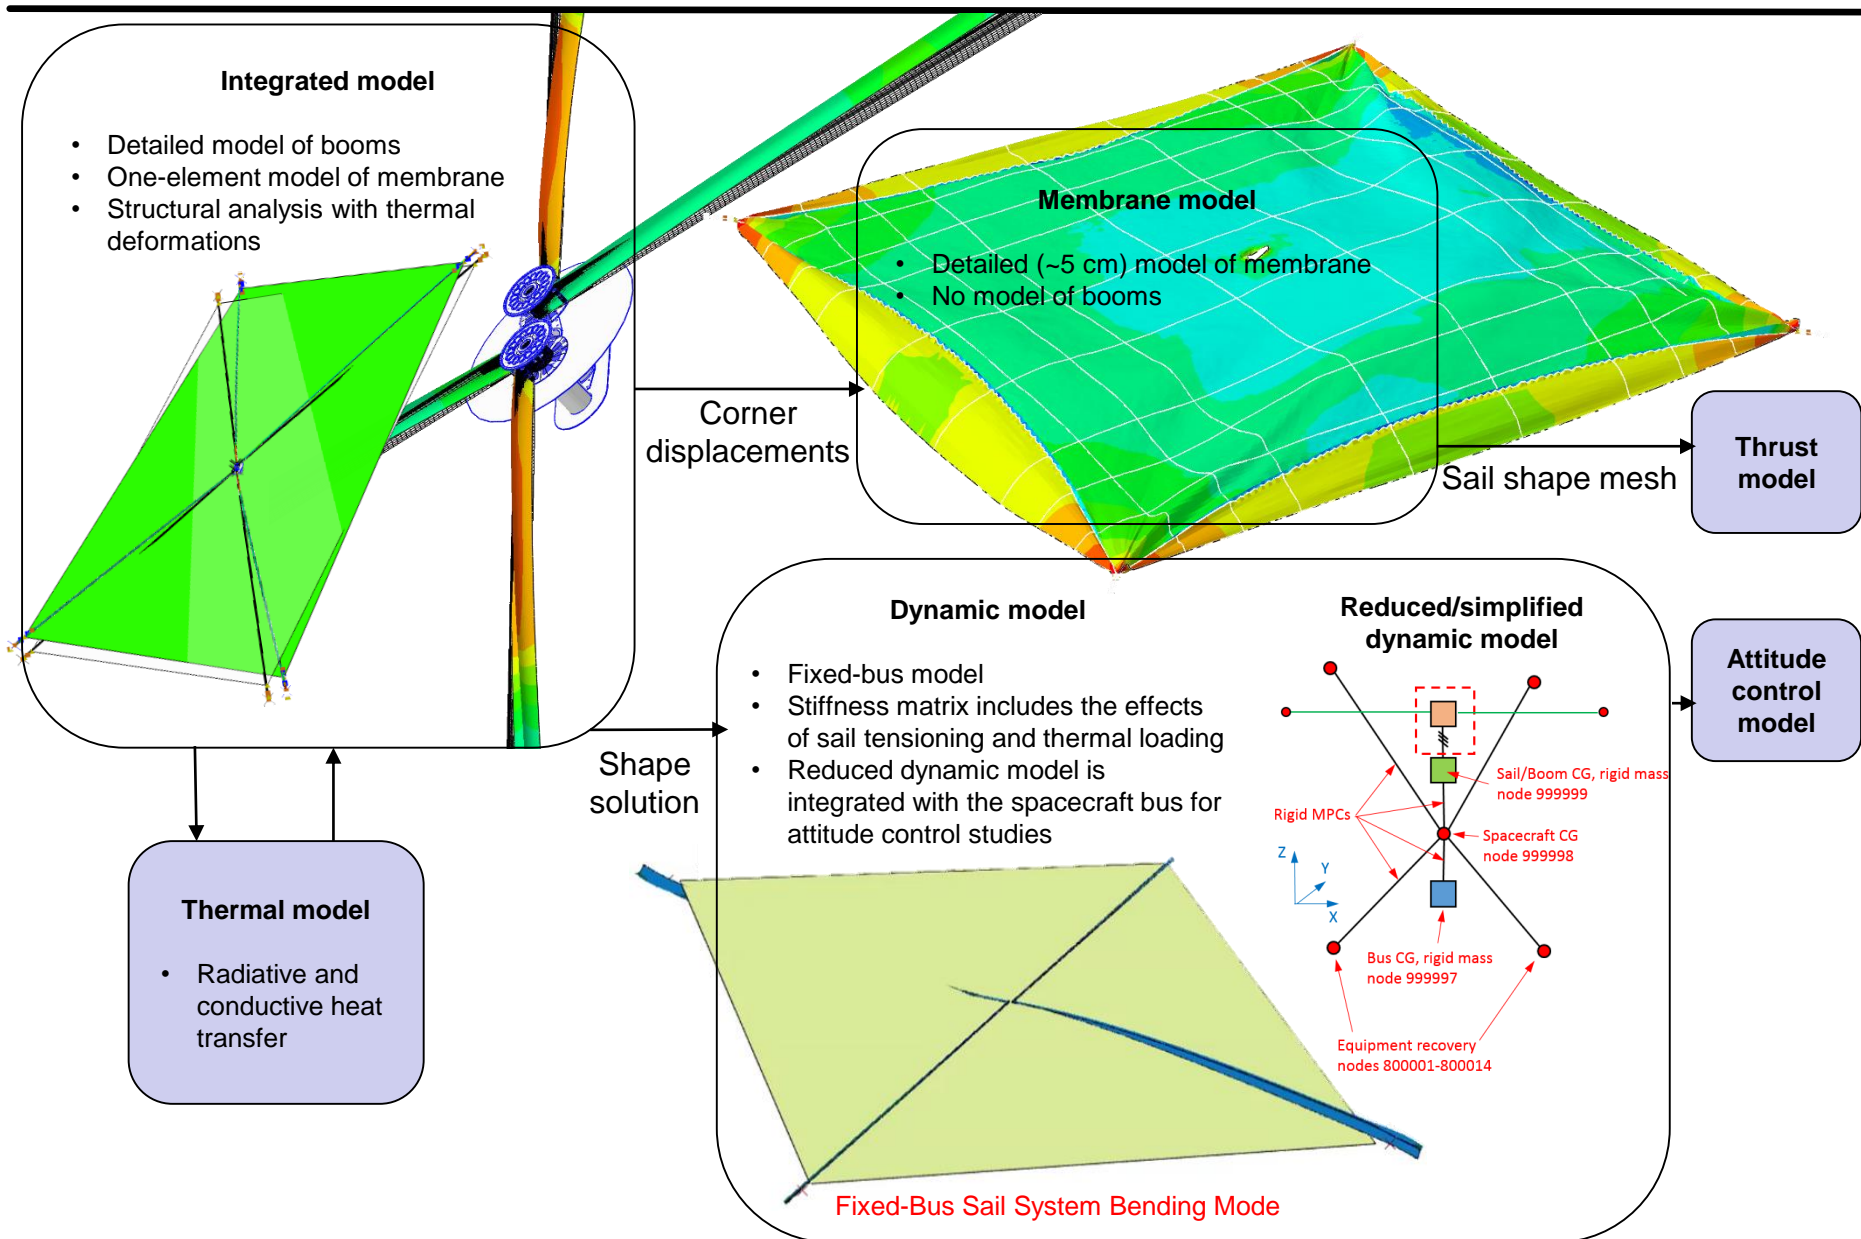 Integrated model
• Detailed model of booms
• One-element model of membrane
• Structural analysis with thermal
deformations
Membrane model
• Detailed (~5 cm) model of membrane
• No model of booms
Corner
displacements
Sail shape mesh
Thrust
model
Dynamic model
• Fixed-bus model
• Stiffness matrix includes the effects
of sail tensioning and thermal loading
• Reduced dynamic model is
integrated with the spacecraft bus for
attitude control studies
Reduced/simplified
dynamic model
Sail/Boom CG, rigid mass
node 999999
Rigid MPCs
Spacecraft CG
node 999998
Z
Y
X
Bus CG, rigid mass
node 999997
Equipment recovery
nodes 800001-800014
Attitude
control
model
Shape
solution
Thermal model
• Radiative and
conductive heat
transfer
Fixed-Bus Sail System Bending Mode